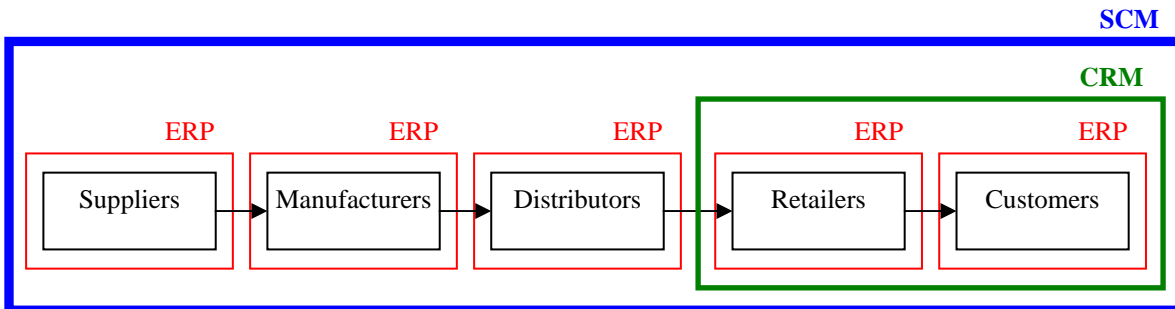 SCM
CRM
ERP ERP ERP ERP ERP
Suppliers Manufacturers Distributors Retailers Customers